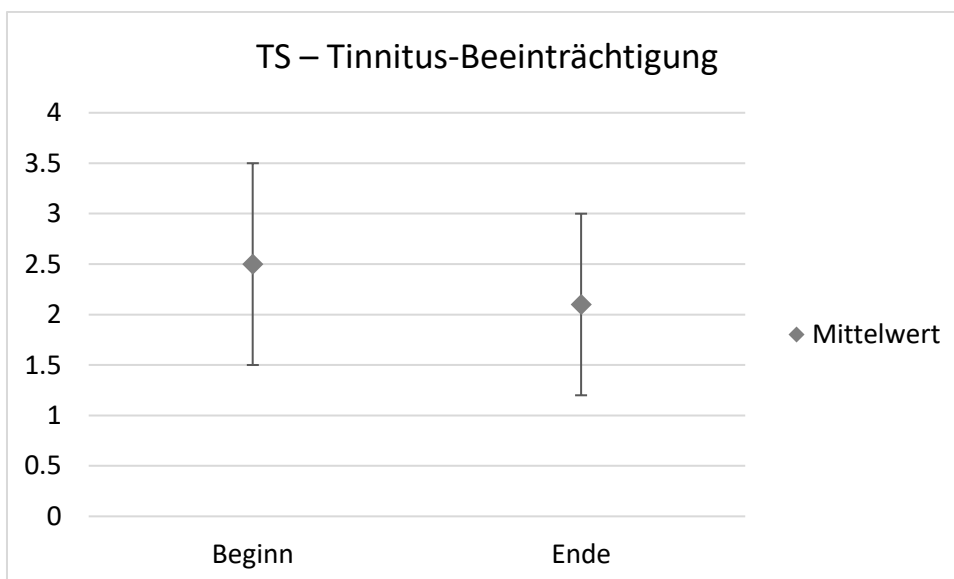 TS – Tinnitus-Beeinträchtigung
4
3.5
3
2.5
2
1.5
1
0.5
0
Beginn
Ende
Mittelwert